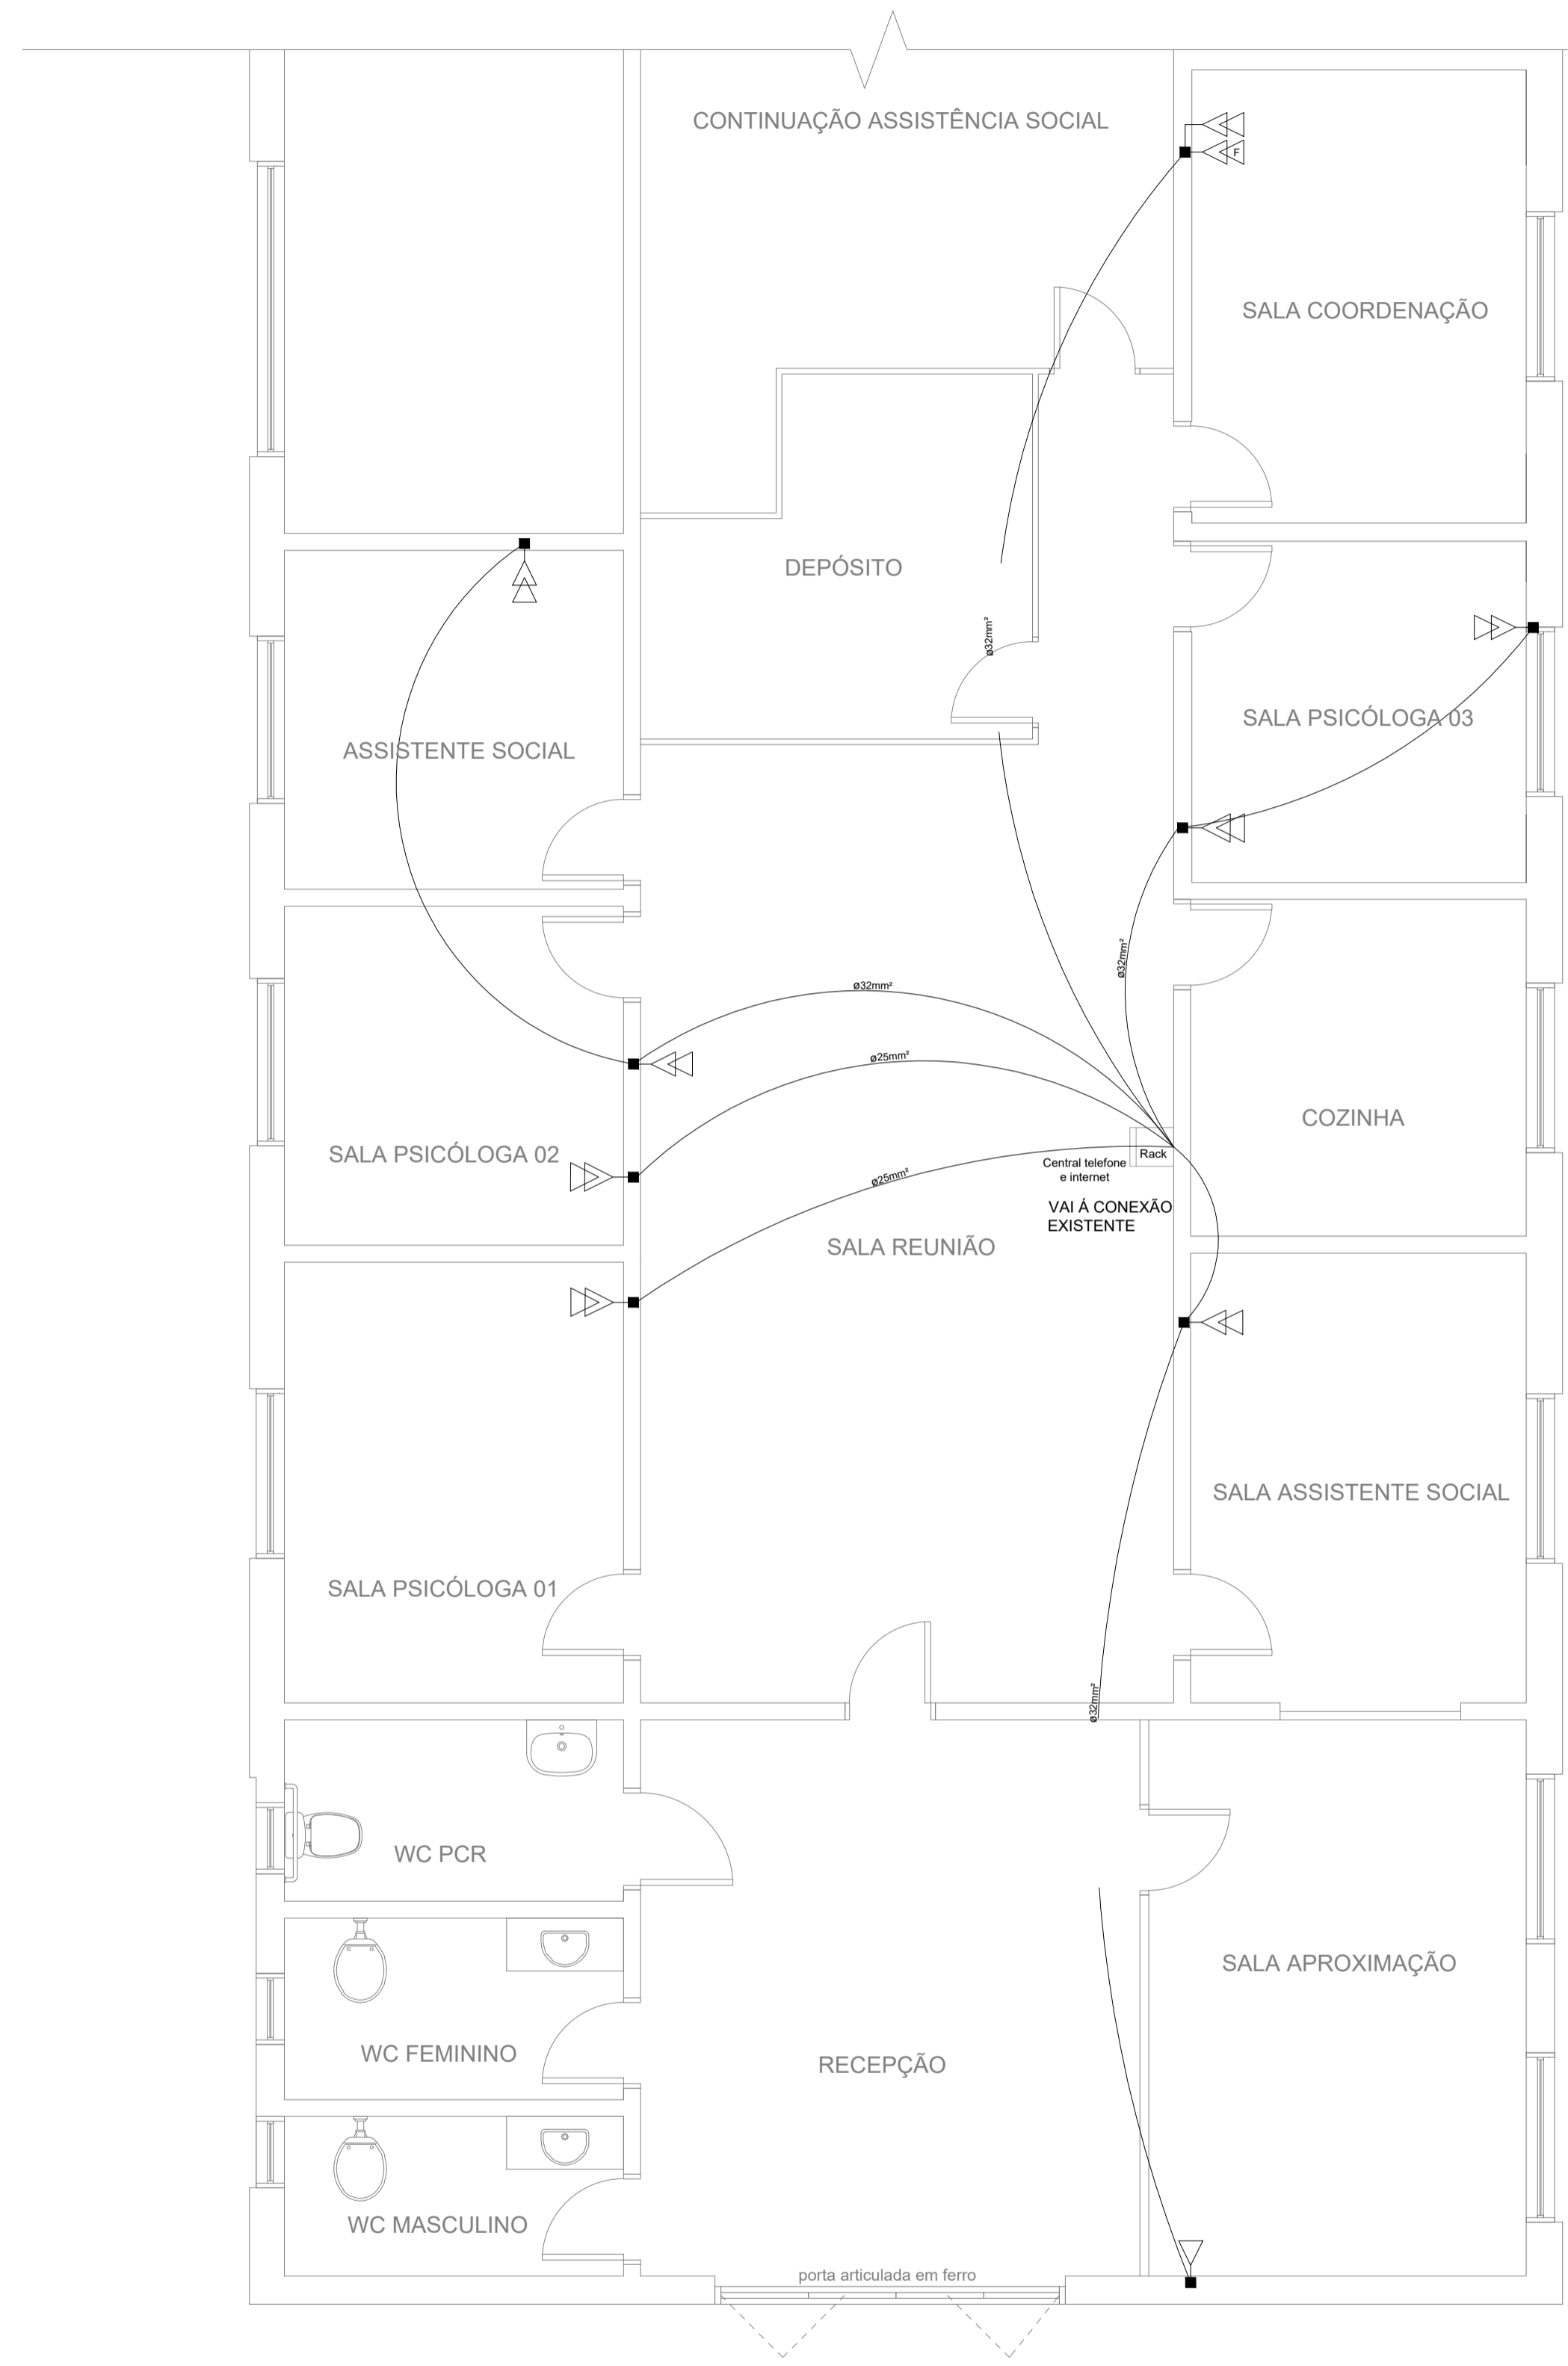 CONTINUAÇÃO ASSISTÊNCIA SOCIAL
F
SALA COORDENAÇÃO
DEPÓSITO
ø32mm²
SALA PSICÓLOGA 03
ASSISTENTE SOCIAL
ø32mm²
ø32mm²
ø25mm²
COZINHA
SALA PSICÓLOGA 02
Rack
Central telefone
e internet
ø25mm²
VAI Á CONEXÃO
EXISTENTE
SALA REUNIÃO
SALA ASSISTENTE SOCIAL
SALA PSICÓLOGA 01
ø32mm²
WC PCR
SALA APROXIMAÇÃO
WC FEMININO
RECEPÇÃO
WC MASCULINO
porta articulada em ferro